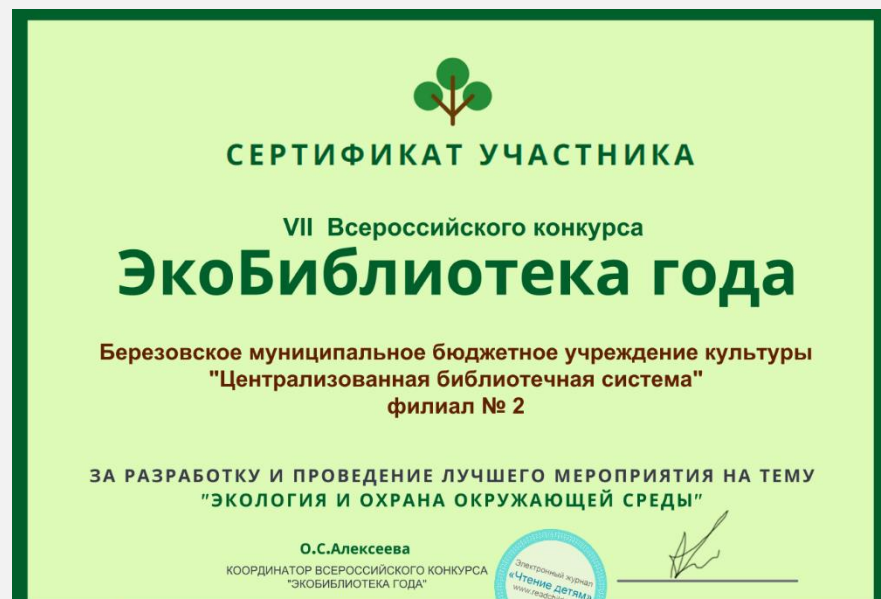 СЕРТИФИКАТ УЧАСТНИКА
VII Всероссийского конкурса
ЭкоБиблиотека года
Березовское муниципальное бюджетное учреждение культуры
"Централизованная библиотечная система"
филиал № 2
ЗА РАЗРАБОТКУ И ПРОВЕДЕНИЕ ЛУЧШЕГО МЕРОПРИЯТИЯ НА ТЕМУ
"ЭКОЛОГИЯ И ОХРАНА ОКРУЖАЮЩЕЙ СРЕДЫ"
О.С.Алексеева
КООРДИНАТОР ВСЕРОССИЙСКОГО КОНКУРСА
"ЭКОБИБЛИОТЕКА ГОДА"
Электронный журнал
«Чтение детям»